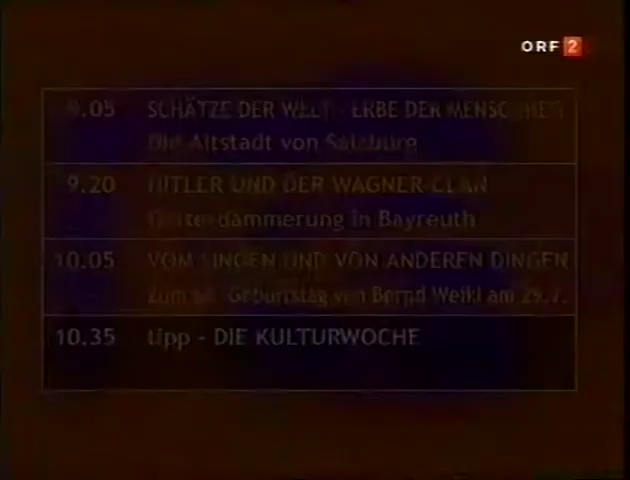 ORF 2
9.05 SCHÄTZE DER WELT - ERBE DER MENSCHHEIT
Die Altstadt von Salzburg
9.20 HITLER UND DER WAGNER-CLAN
Götterdämmerung in Bayreuth
10.05 VOM SINGEN UND VON ANDEREN DINGEN
Zum Geburtstag von Bernd Weikl am 29.7.
10.35 tipp - DIE KULTURWOCHE